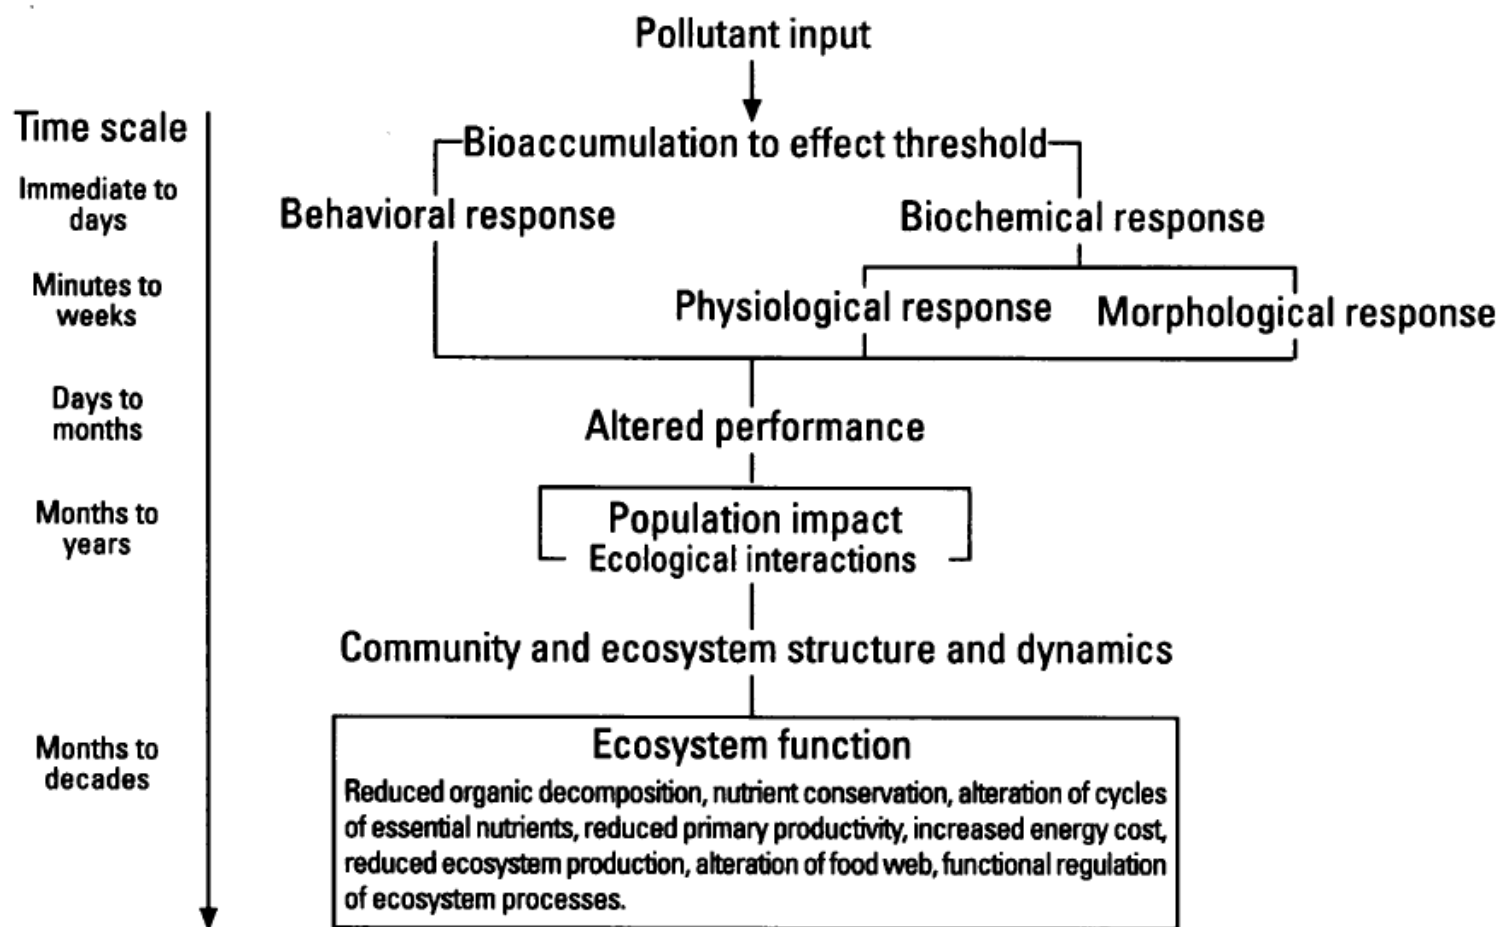 Pollutant input
Time scale
Bioaccumulation to effect threshold
Immediate to
days
Behavioral response
Biochemical response
Minutes to
weeks
Physiological response
Morphological response
Days to
months
Altered performance
Months to
years
Population impact
Ecological interactions
Community and ecosystem structure and dynamics
Months to
decades
Ecosystem function
Reduced organic decomposition, nutrient conservation, alteration of cycles
of essential nutrients, reduced primary productivity, increased energy cost,
reduced ecosystem production, alteration of food web, functional regulation
of ecosystem processes.